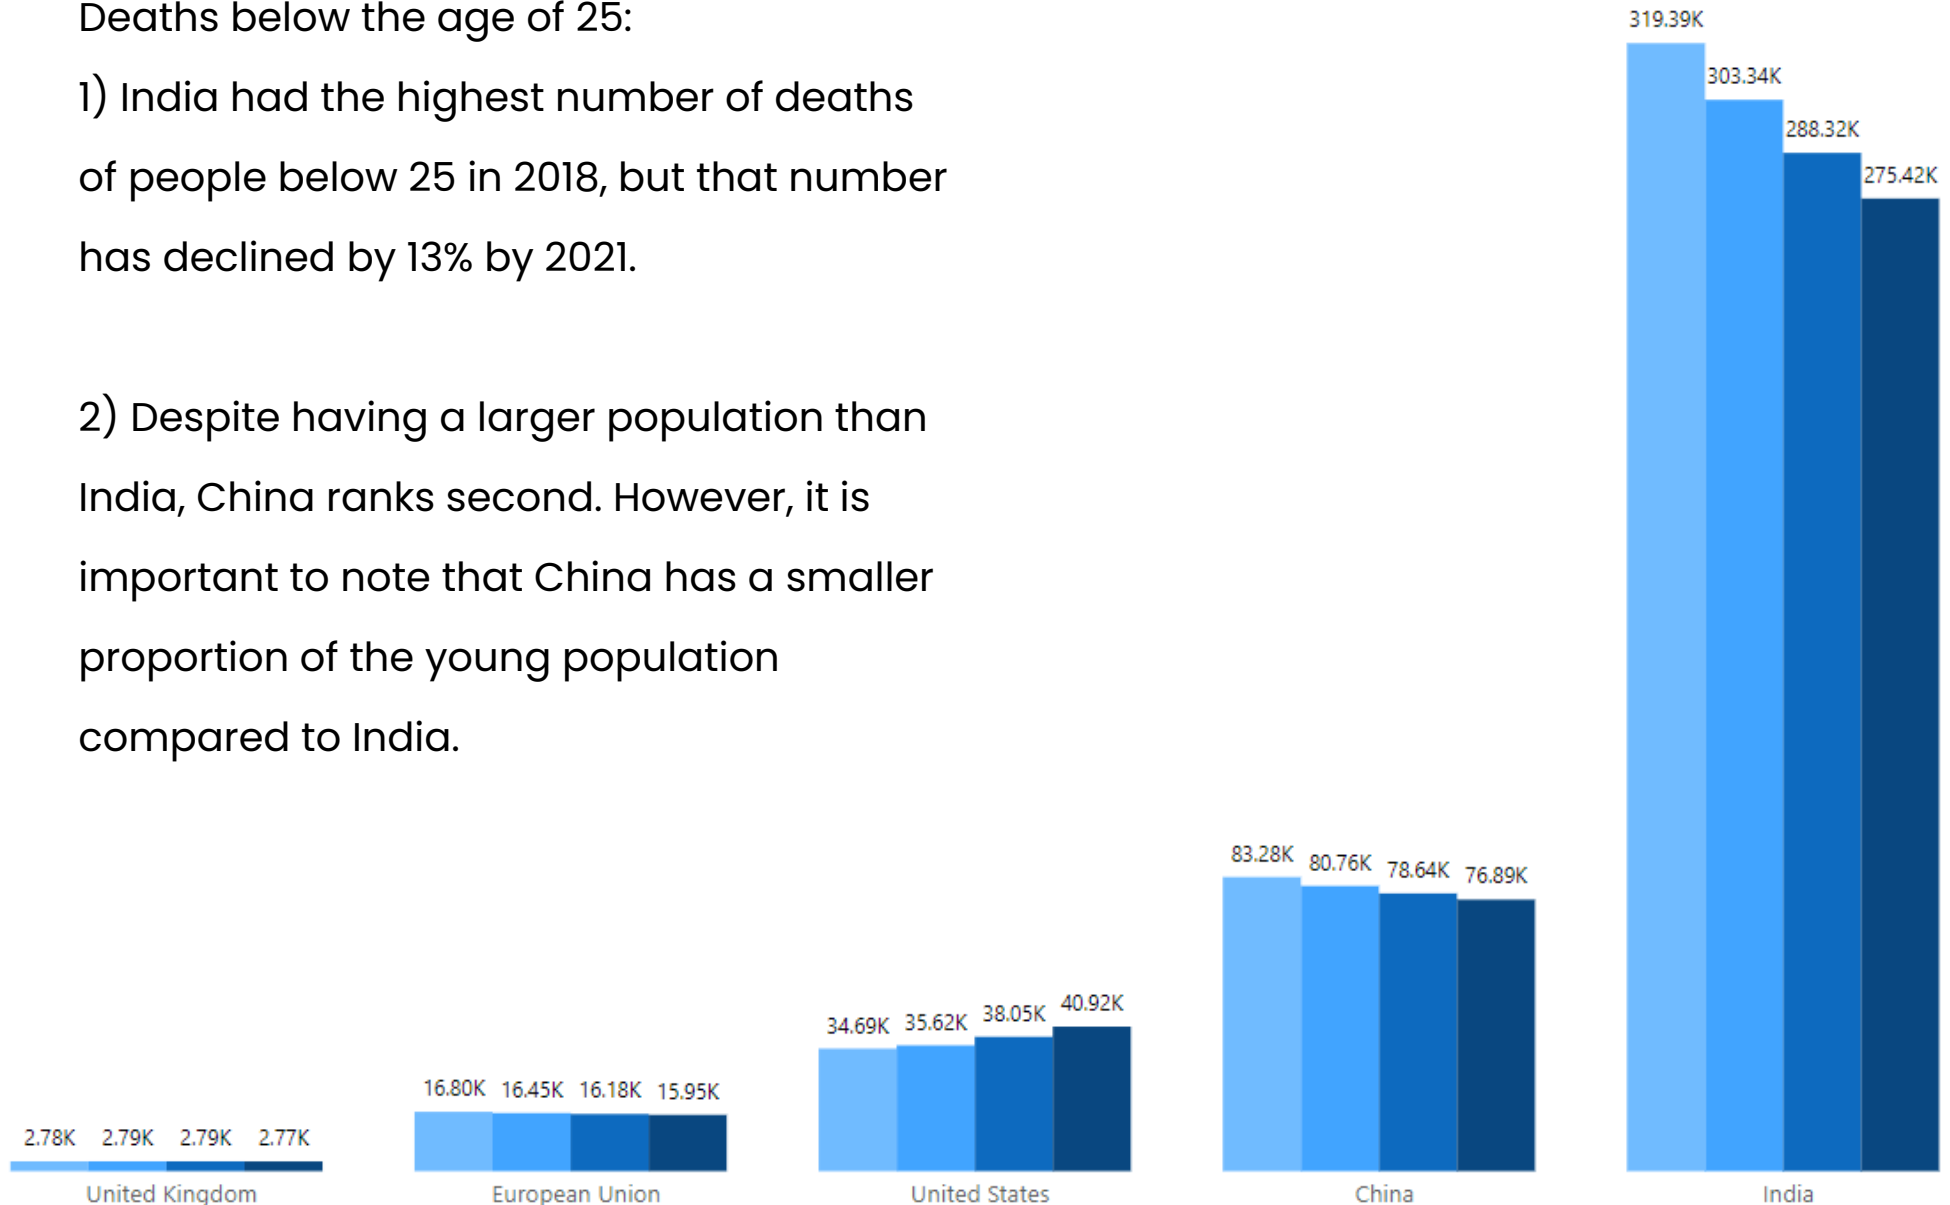 Deaths below the age of 25:
1) India had the highest number of deaths
of people below 25 in 2018, but that number
has declined by 13% by 2021.
2) Despite having a larger population than
India, China ranks second. However, it is
important to note that China has a smaller
proportion of the young population
compared to India.
2.78K 2.79K 2.79K 2.77K
16.80K 16.45K 16.18K 15.95K
34.69K 35.62K 38.05K 40.92K
83.28K 80.76K 78.64K 76.89K
319.39K 303.34K 288.32K 275.42K
United Kingdom European Union United States China India